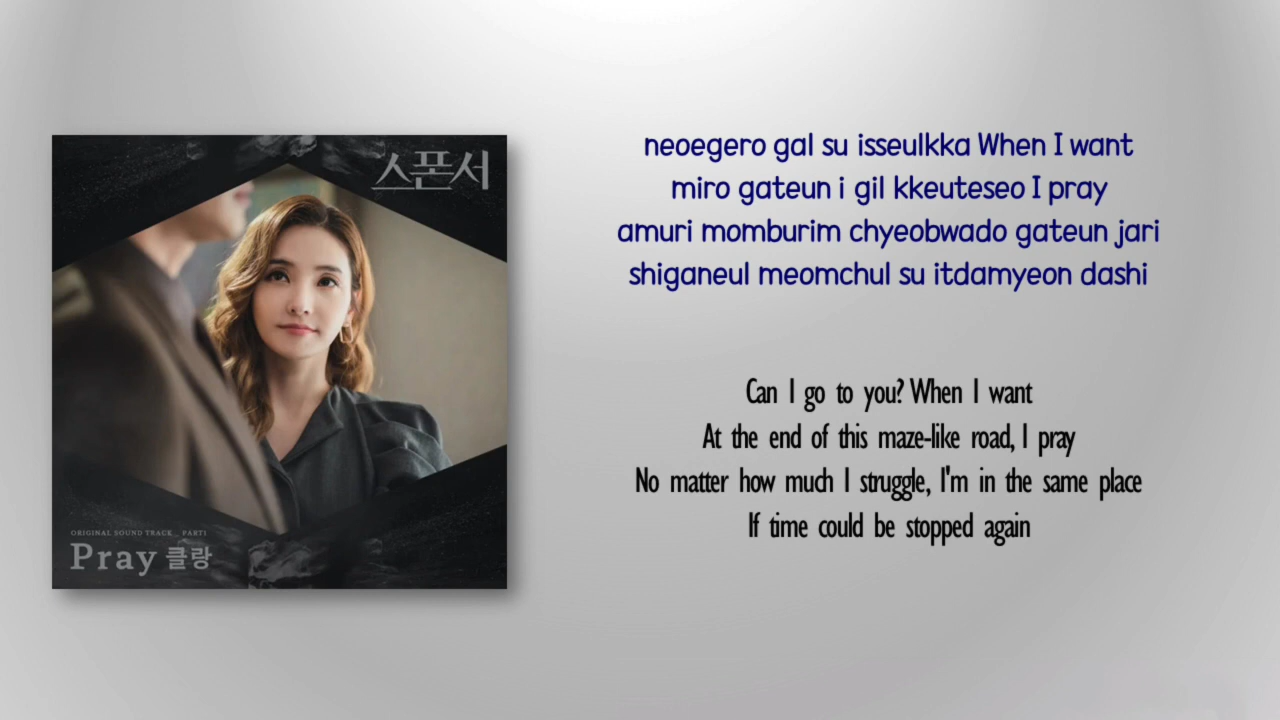 스폰서
ORIGINAL SOUND TRACK _ PART1
Pray 클랑
neoegero gal su isseulkka When I want
miro gateun i gil kkeuteseo I pray
amuri momburim chyeobwado gateun jari
shiganeul meomchul su itdamyeon dashi
Can I go to you? When I want
At the end of this maze-like road, I pray
No matter how much I struggle, I'm in the same place
If time could be stopped again